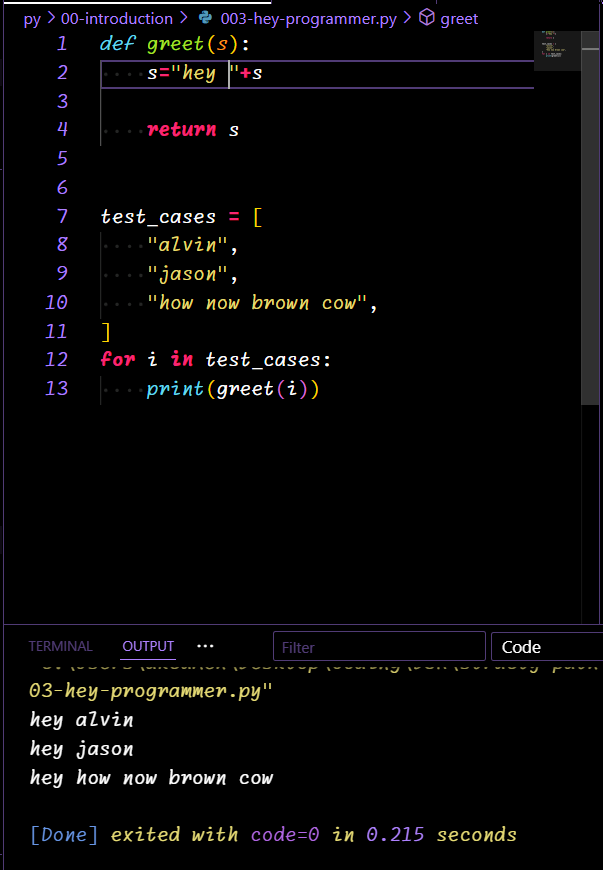 py > 00-introduction > 003-hey-programmer.py > greet
1 def greet(s):
2 ····s="hey "+s
3
4 ····return s
5
6
7 test_cases = [
8 ····"alvin",
9 ····"jason",
10 ····"how now brown cow",
11 ]
12 for i in test_cases:
13 ····print(greet(i))
TERMINAL OUTPUT ··· Filter Code
03-hey-programmer.py"
hey alvin
hey jason
hey how now brown cow
[Done] exited with code=0 in 0.215 seconds